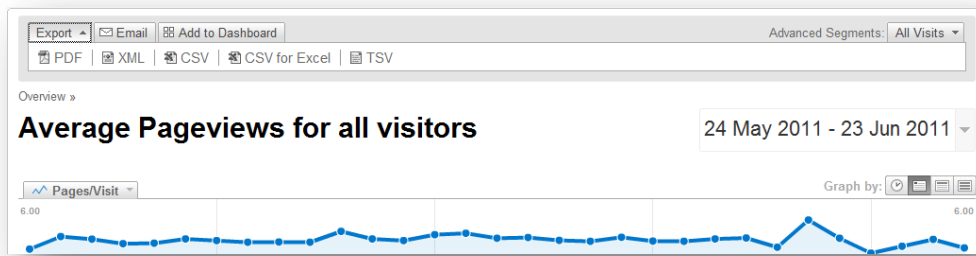 Export Email Add to Dashboard Advanced Segments: All Visits
PDF XML CSV CSV for Excel TSV
Overview »
Average Pageviews for all visitors 24 May 2011 - 23 Jun 2011
Pages/Visit Graph by:
6.00 6.00